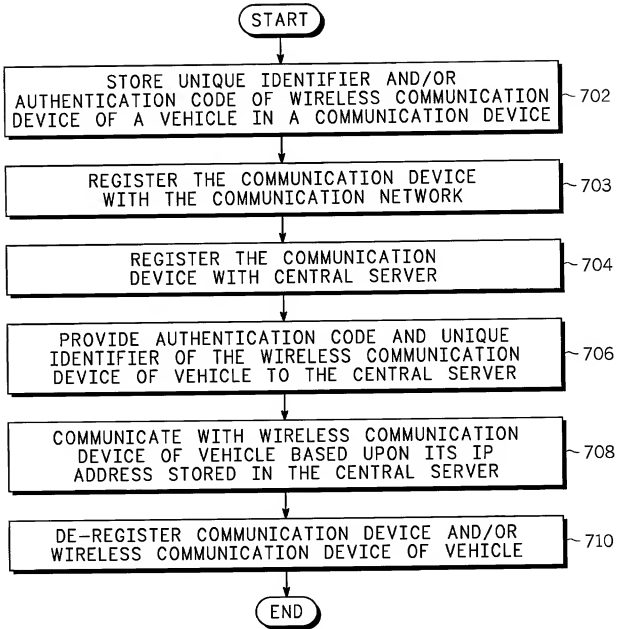 START
STORE UNIQUE IDENTIFIER AND/OR
AUTHENTICATION CODE OF WIRELESS COMMUNICATION
DEVICE OF A VEHICLE IN A COMMUNICATION DEVICE
702
REGISTER THE COMMUNICATION DEVICE
WITH THE COMMUNICATION NETWORK
703
REGISTER THE COMMUNICATION
DEVICE WITH CENTRAL SERVER
704
PROVIDE AUTHENTICATION CODE AND UNIQUE
IDENTIFIER OF THE WIRELESS COMMUNICATION
DEVICE OF VEHICLE TO THE CENTRAL SERVER
706
COMMUNICATE WITH WIRELESS COMMUNICATION
DEVICE OF VEHICLE BASED UPON ITS IP
ADDRESS STORED IN THE CENTRAL SERVER
708
DE-REGISTER COMMUNICATION DEVICE AND/OR
WIRELESS COMMUNICATION DEVICE OF VEHICLE
710
END